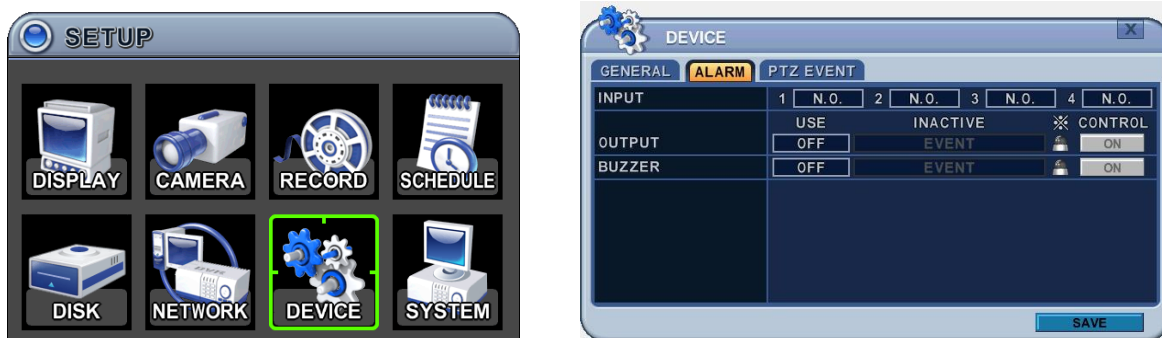 SETUP
DISPLAY CAMERA RECORD SCHEDULE
DISK NETWORK DEVICE SYSTEM
DEVICE X
GENERAL ALARM PTZ EVENT
INPUT 1 N.O. 2 N.O. 3 N.O. 4 N.O.
USE INACTIVE ※ CONTROL
OUTPUT OFF EVENT ON
BUZZER OFF EVENT ON
SAVE